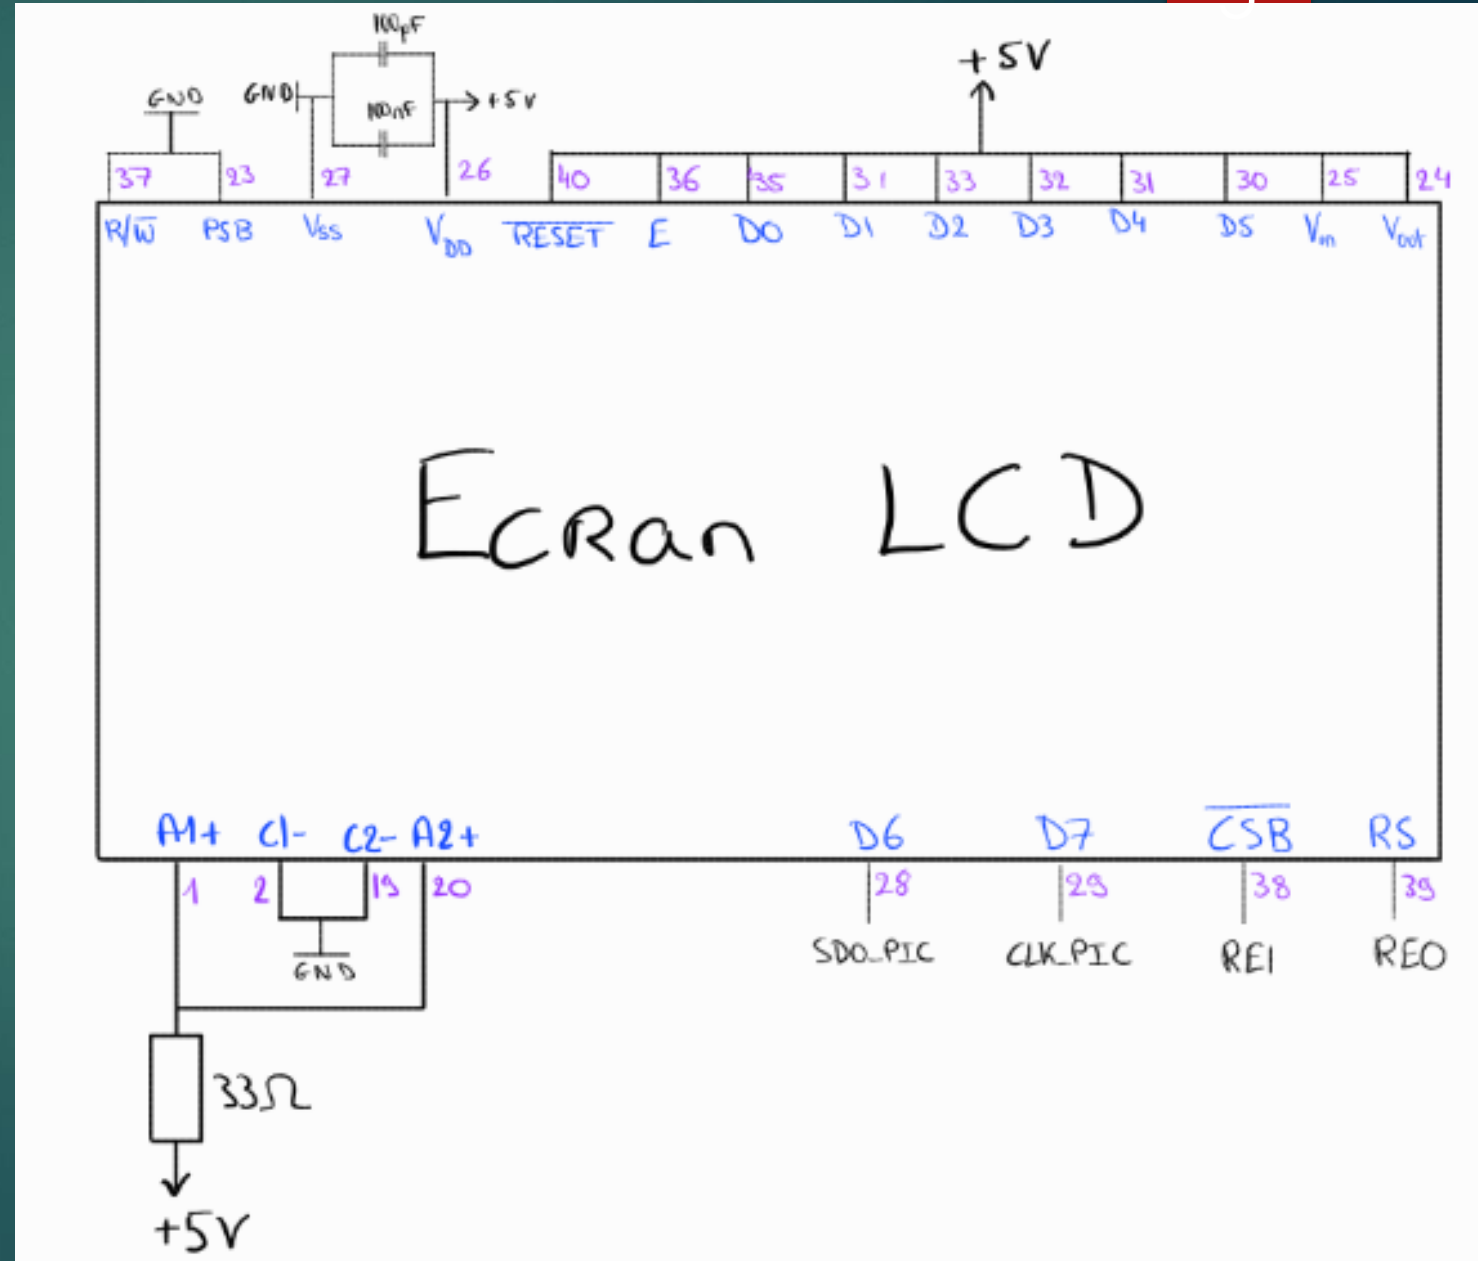 100pF
+5V
GND
GND
100nF
+5V
37 23 27 26 40 36 35 31 33 32 31 30 25 24
R/W̅ PSB Vss VDD R̅E̅S̅E̅T̅ E D0 D1 D2 D3 D4 D5 Vin Vout
Ecran LCD
A1+ C1- C2- A2+ D6 D7 C̅S̅B̅ RS
1 2 19 20 28 29 38 39
GND
SDO_PIC CLK_PIC RE1 RE0
33Ω
+5V